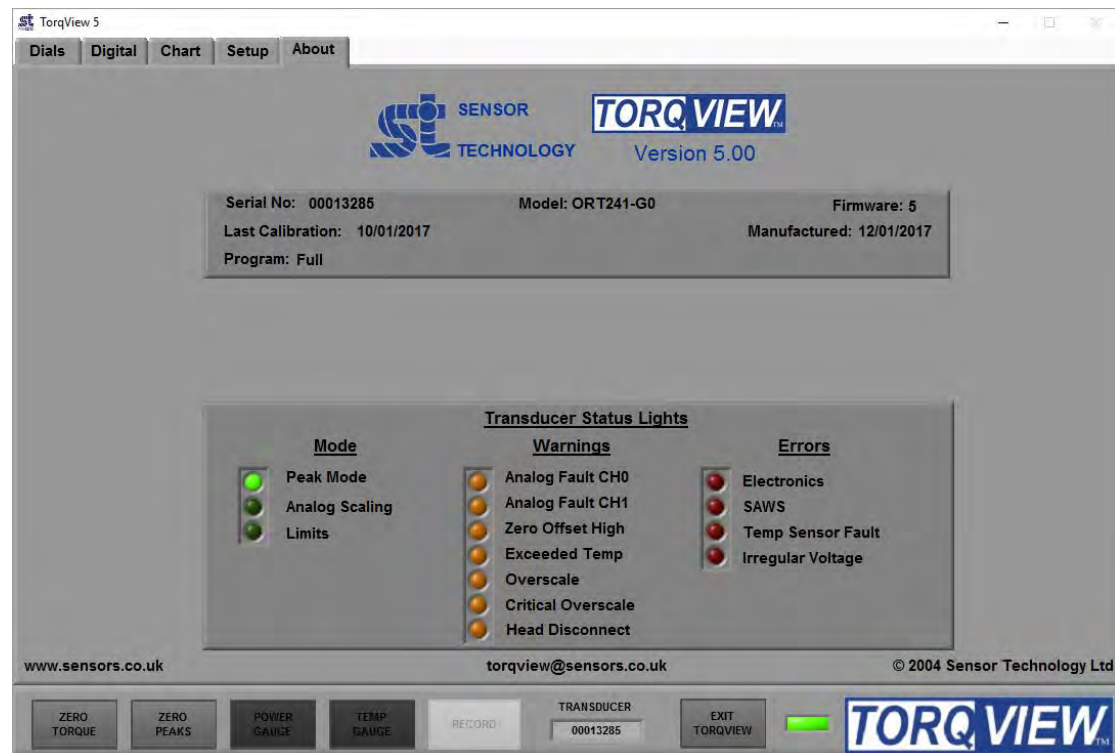 TorqView 5
Dials Digital Chart Setup About
st SENSOR TECHNOLOGY
TORQVIEW™
Version 5.00
Serial No: 00013285 Model: ORT241-G0 Firmware: 5
Last Calibration: 10/01/2017 Manufactured: 12/01/2017
Program: Full
Transducer Status Lights
Mode Warnings Errors
Peak Mode Analog Fault CH0 Electronics
Analog Scaling Analog Fault CH1 SAWS
Limits Zero Offset High Temp Sensor Fault
Exceeded Temp Irregular Voltage
Overscale
Critical Overscale
Head Disconnect
www.sensors.co.uk torqview@sensors.co.uk © 2004 Sensor Technology Ltd
ZERO TORQUE ZERO PEAKS POWER GAUGE TEMP GAUGE RECORD TRANSDUCER 00013285 EXIT TORQVIEW TORQVIEW™